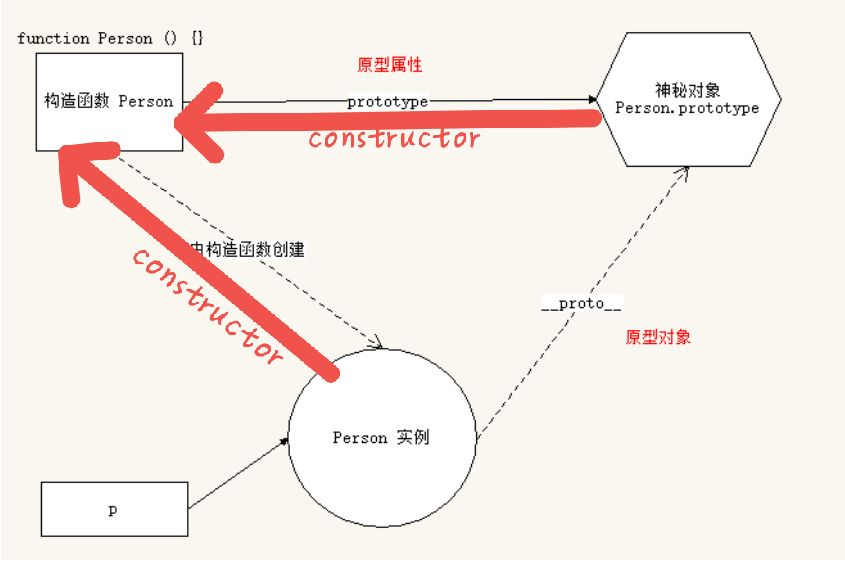 function Person () {}
构造函数 Person
原型属性
prototype
神秘对象
Person.prototype
constructor
由构造函数创建
constructor
__proto__
原型对象
Person 实例
p